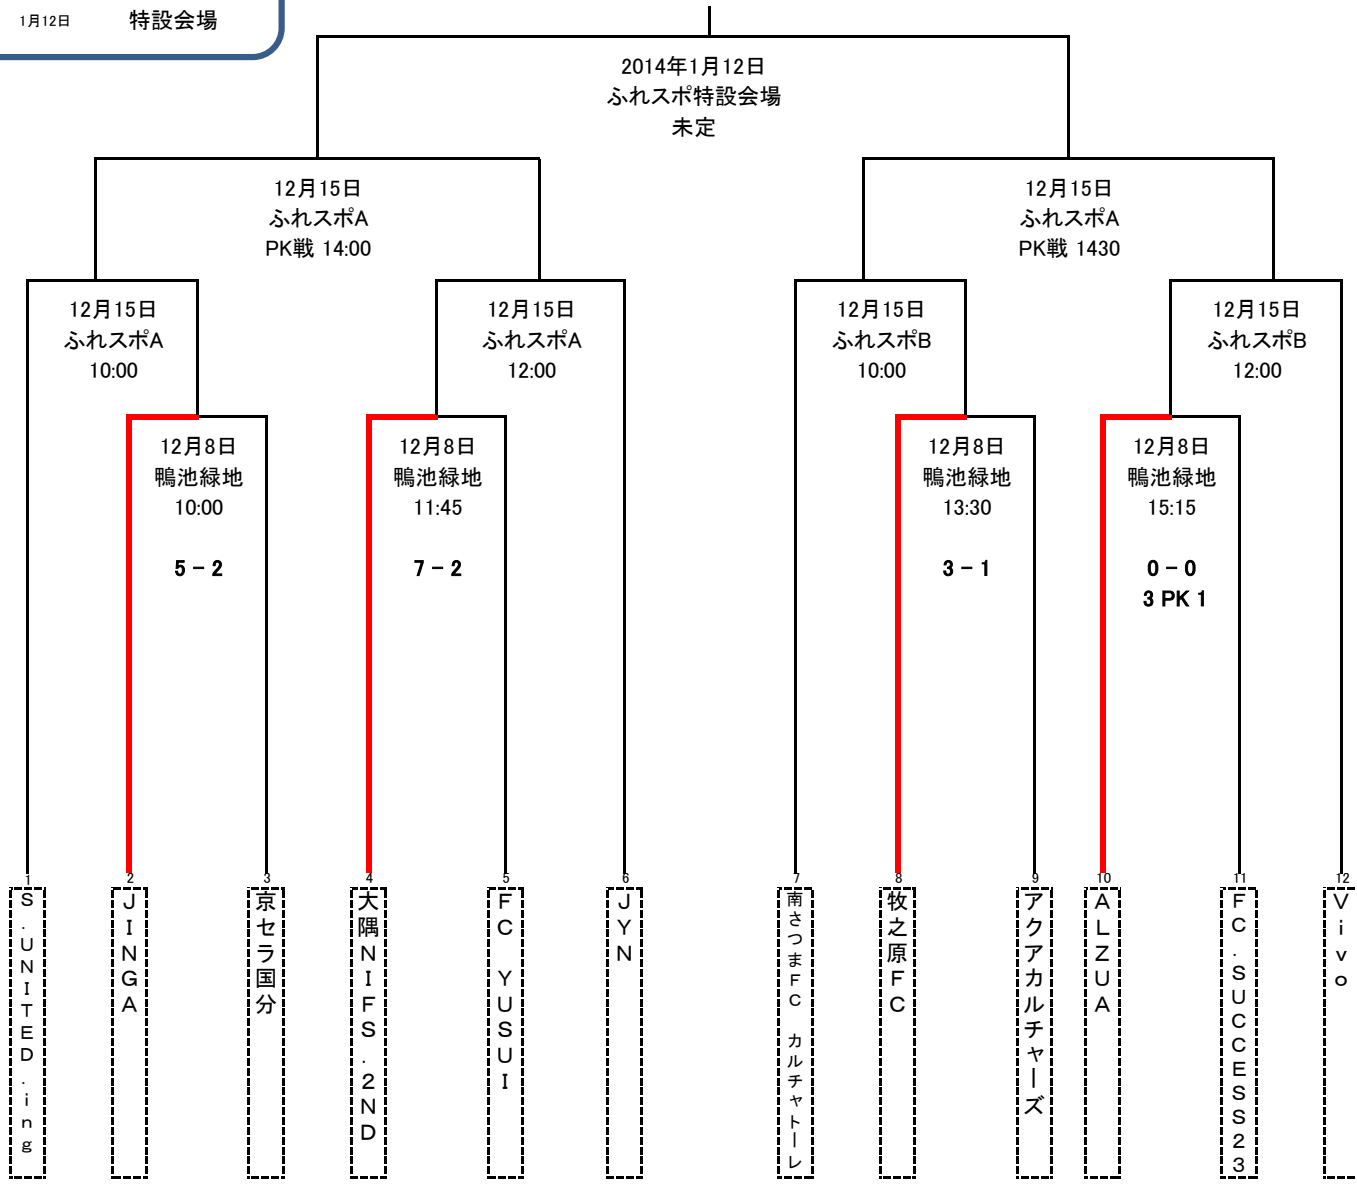 1月12日 特設会場
2014年1月12日
ふれスポ特設会場
未定
12月15日
ふれスポA
PK戦 14:00
12月15日
ふれスポA
PK戦 1430
12月15日
ふれスポA
10:00
12月15日
ふれスポA
12:00
12月15日
ふれスポB
10:00
12月15日
ふれスポB
12:00
12月8日
鴨池緑地
10:00
5－2
12月8日
鴨池緑地
11:45
7－2
12月8日
鴨池緑地
13:30
3－1
12月8日
鴨池緑地
15:15
0－0
3 PK 1
1
S．UNITED．ing
2
JINGA
3
京セラ国分
4
大隅NIFS．2ND
5
FC YUSUI
6
JYN
7
南さつまFC カルチャトーレ
8
牧之原FC
9
アクアカルチャーズ
10
ALZUA
11
FC．SUCCESS23
12
Vivo